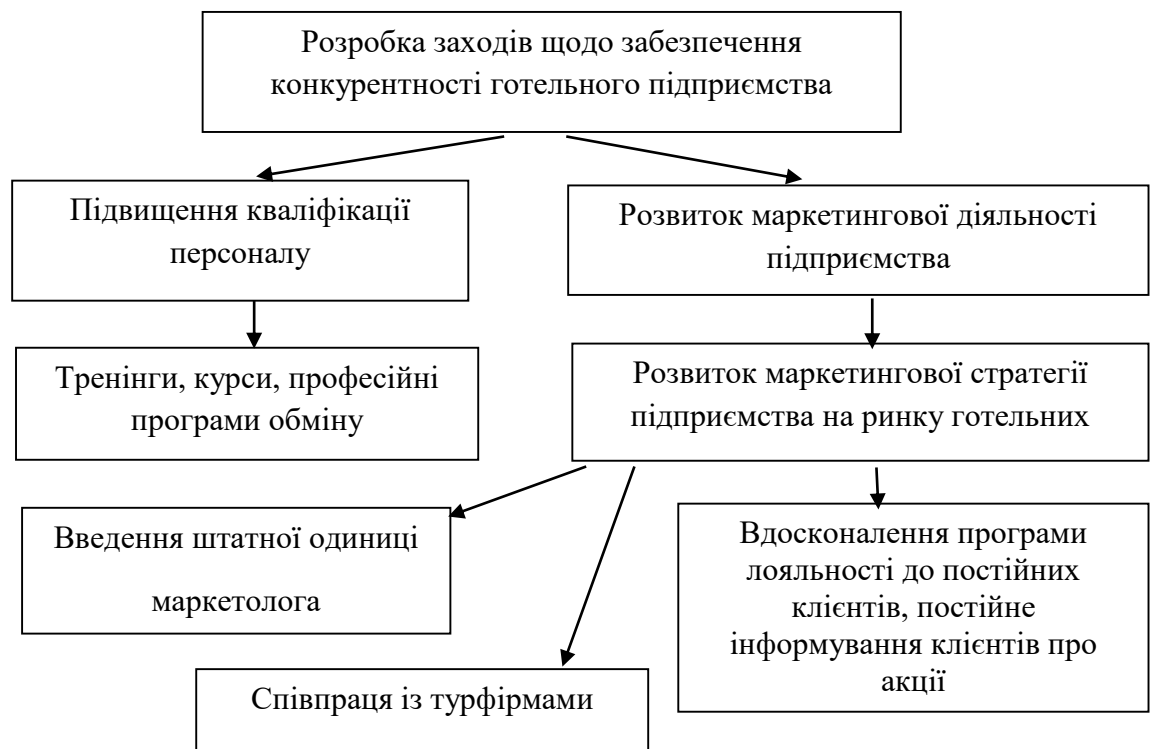 Розробка заходів щодо забезпечення
конкурентності готельного підприємства
Підвищення кваліфікації
персоналу
Розвиток маркетингової діяльності
підприємства
Тренінги, курси, професійні
програми обміну
Розвиток маркетингової стратегії
підприємства на ринку готельних
Введення штатної одиниці
маркетолога
Вдосконалення програми
лояльності до постійних
клієнтів, постійне
інформування клієнтів про
акції
Співпраця із турфірмами